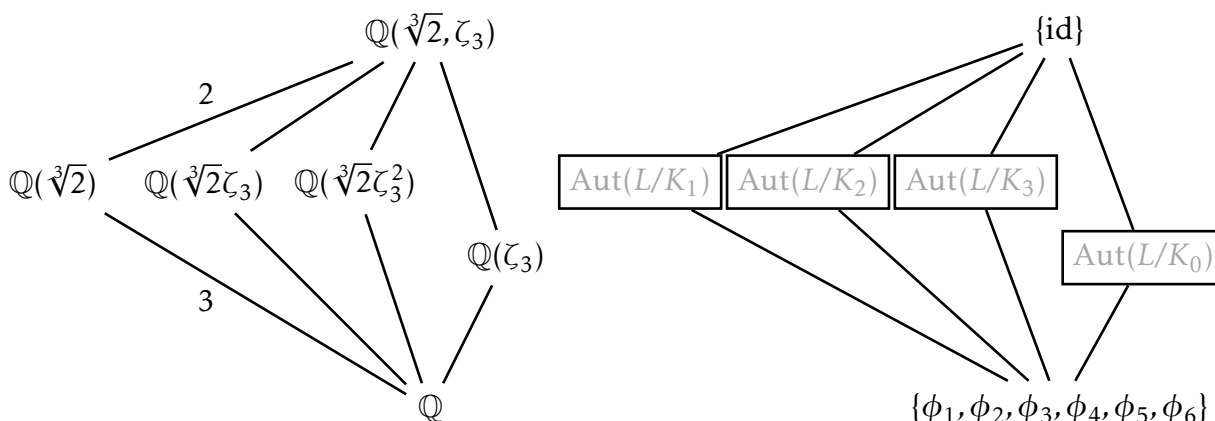 ℚ(∛2, ζ₃) {id}
2
ℚ(∛2) ℚ(∛2ζ₃) ℚ(∛2ζ₃²) Aut(L/K₁) Aut(L/K₂) Aut(L/K₃)
ℚ(ζ₃) Aut(L/K₀)
3
ℚ {ϕ₁, ϕ₂, ϕ₃, ϕ₄, ϕ₅, ϕ₆}